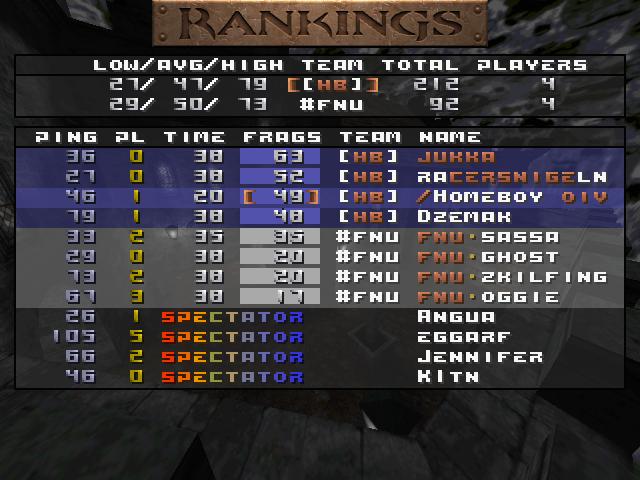 RANKINGS
LOW/AVG/HIGH TEAM TOTAL PLAYERS
27/ 47/ 79 [[HB]] 212 4
29/ 50/ 73 #FNU 92 4
PING PL TIME FRAGS TEAM NAME
36 0 38 63 [HB] JUKKA
27 0 38 52 [HB] RACERSNIGELN
46 1 20 [ 49] [HB] /HOMEBOY OIV
79 1 38 48 [HB] DZEMAK
33 2 35 35 #FNU FNU·SASSA
29 0 38 20 #FNU FNU·GHOST
73 2 38 20 #FNU FNU·ZKILFING
67 3 38 17 #FNU FNU·OGGIE
26 1 SPECTATOR ANGUA
105 5 SPECTATOR EGGARF
66 2 SPECTATOR JENNIFER
46 0 SPECTATOR KITN